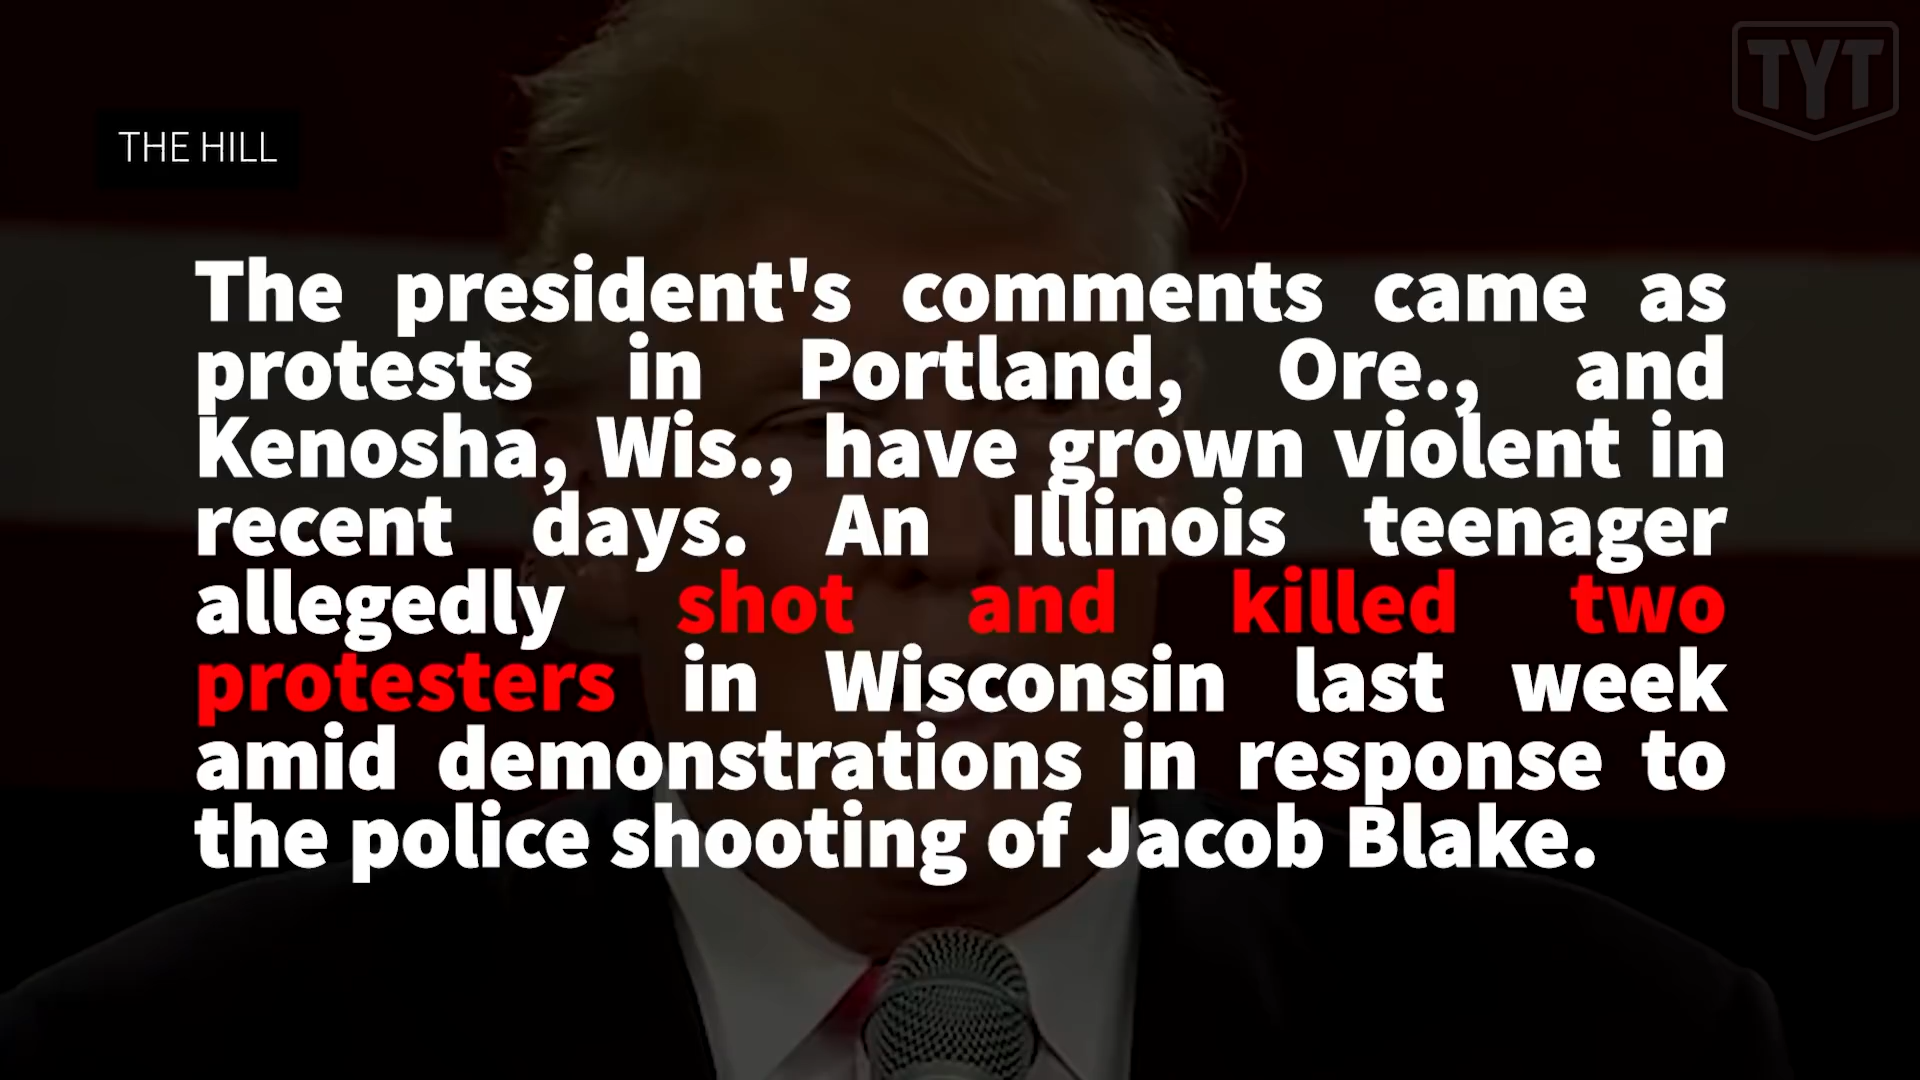 TYT
THE HILL
The president's comments came as
protests in Portland, Ore., and
Kenosha, Wis., have grown violent in
recent days. An Illinois teenager
allegedly shot and killed two
protesters in Wisconsin last week
amid demonstrations in response to
the police shooting of Jacob Blake.